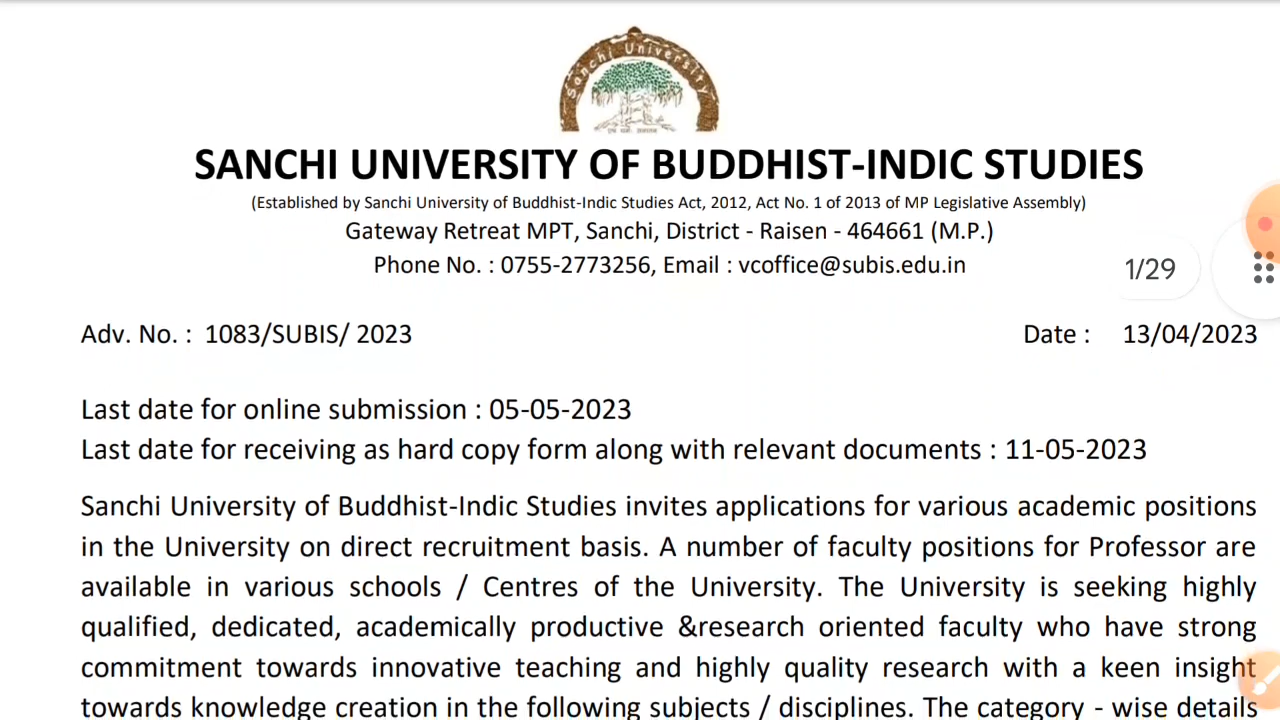 Sanchi University
SANCHI UNIVERSITY OF BUDDHIST-INDIC STUDIES
(Established by Sanchi University of Buddhist-Indic Studies Act, 2012, Act No. 1 of 2013 of MP Legislative Assembly)
Gateway Retreat MPT, Sanchi, District - Raisen - 464661 (M.P.)
Phone No. : 0755-2773256, Email : vcoffice@subis.edu.in
1/29
Adv. No. : 1083/SUBIS/ 2023 Date : 13/04/2023
Last date for online submission : 05-05-2023
Last date for receiving as hard copy form along with relevant documents : 11-05-2023
Sanchi University of Buddhist-Indic Studies invites applications for various academic positions
in the University on direct recruitment basis. A number of faculty positions for Professor are
available in various schools / Centres of the University. The University is seeking highly
qualified, dedicated, academically productive &research oriented faculty who have strong
commitment towards innovative teaching and highly quality research with a keen insight
towards knowledge creation in the following subjects / disciplines. The category - wise details